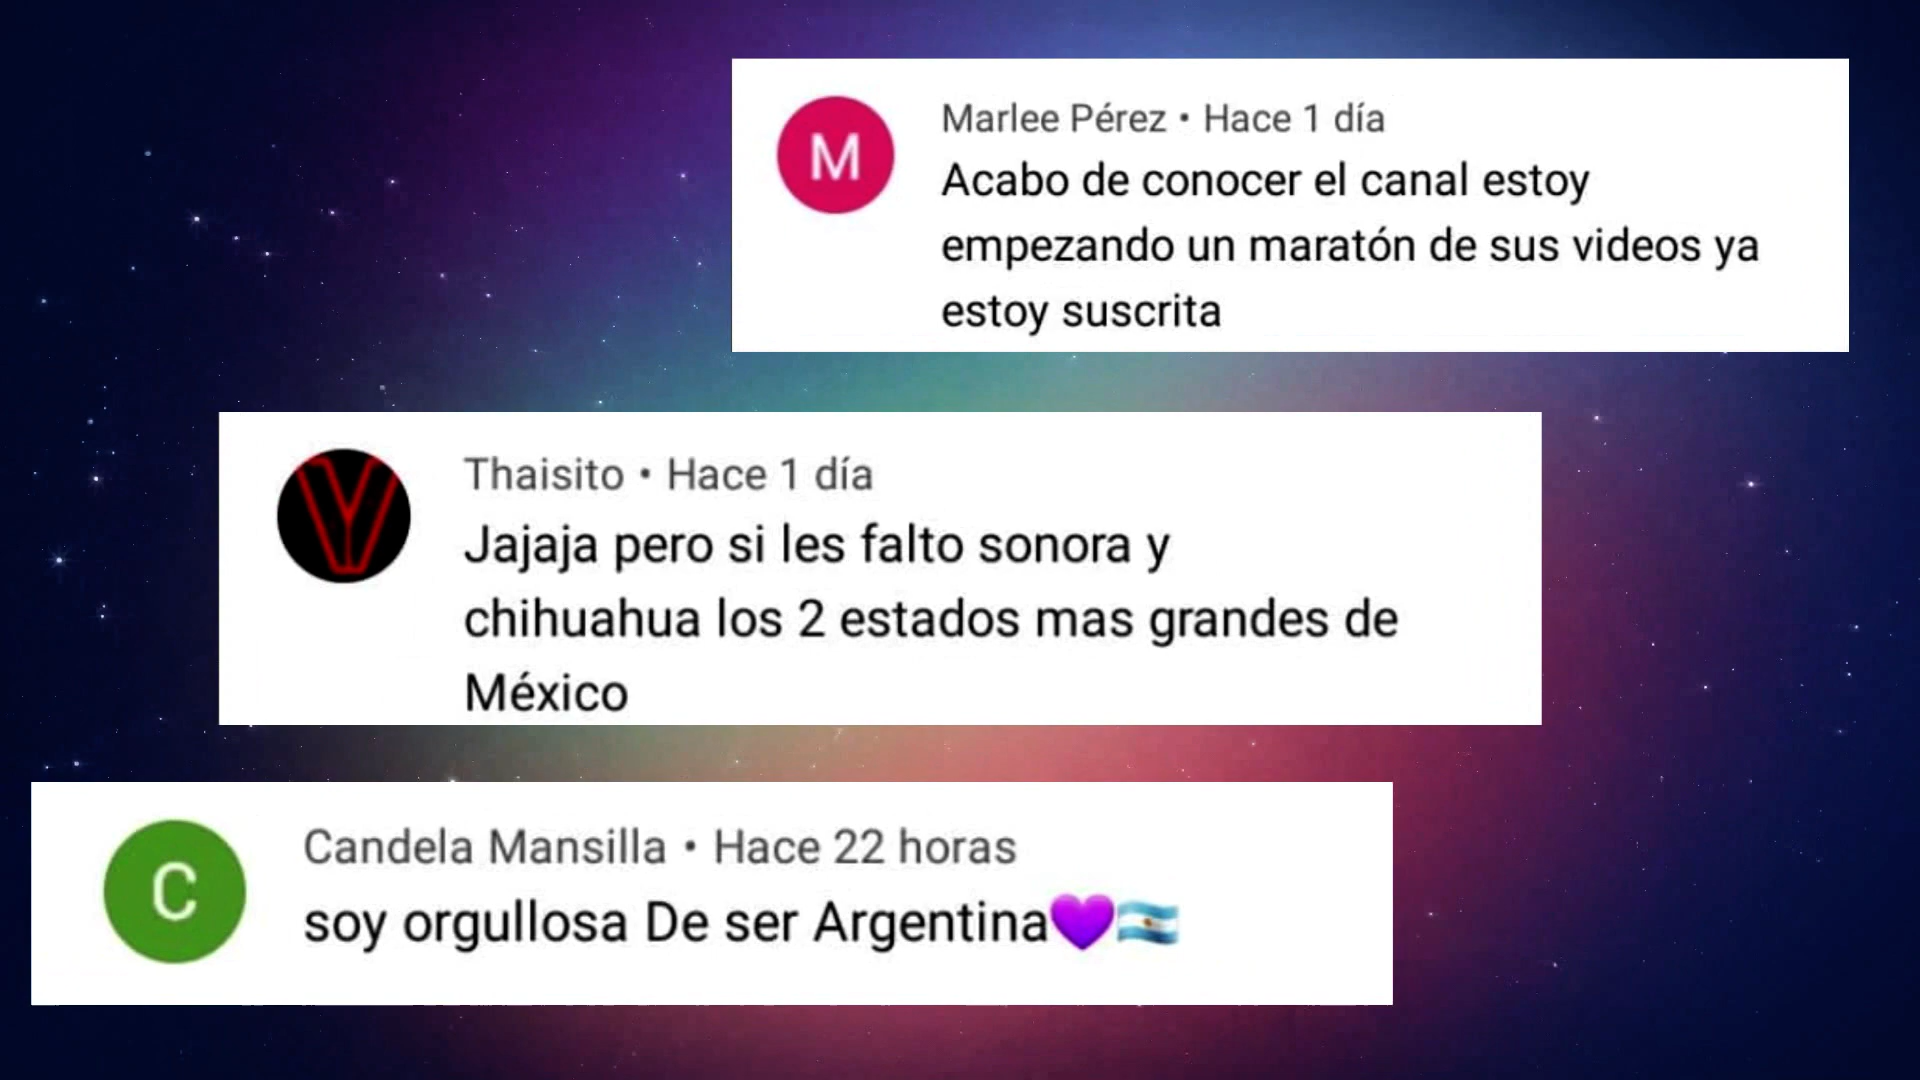 M
Marlee Pérez • Hace 1 día
Acabo de conocer el canal estoy
empezando un maratón de sus videos ya
estoy suscrita
Thaisito • Hace 1 día
Jajaja pero si les falto sonora y
chihuahua los 2 estados mas grandes de
México
C
Candela Mansilla • Hace 22 horas
soy orgullosa De ser Argentina💜🇦🇷